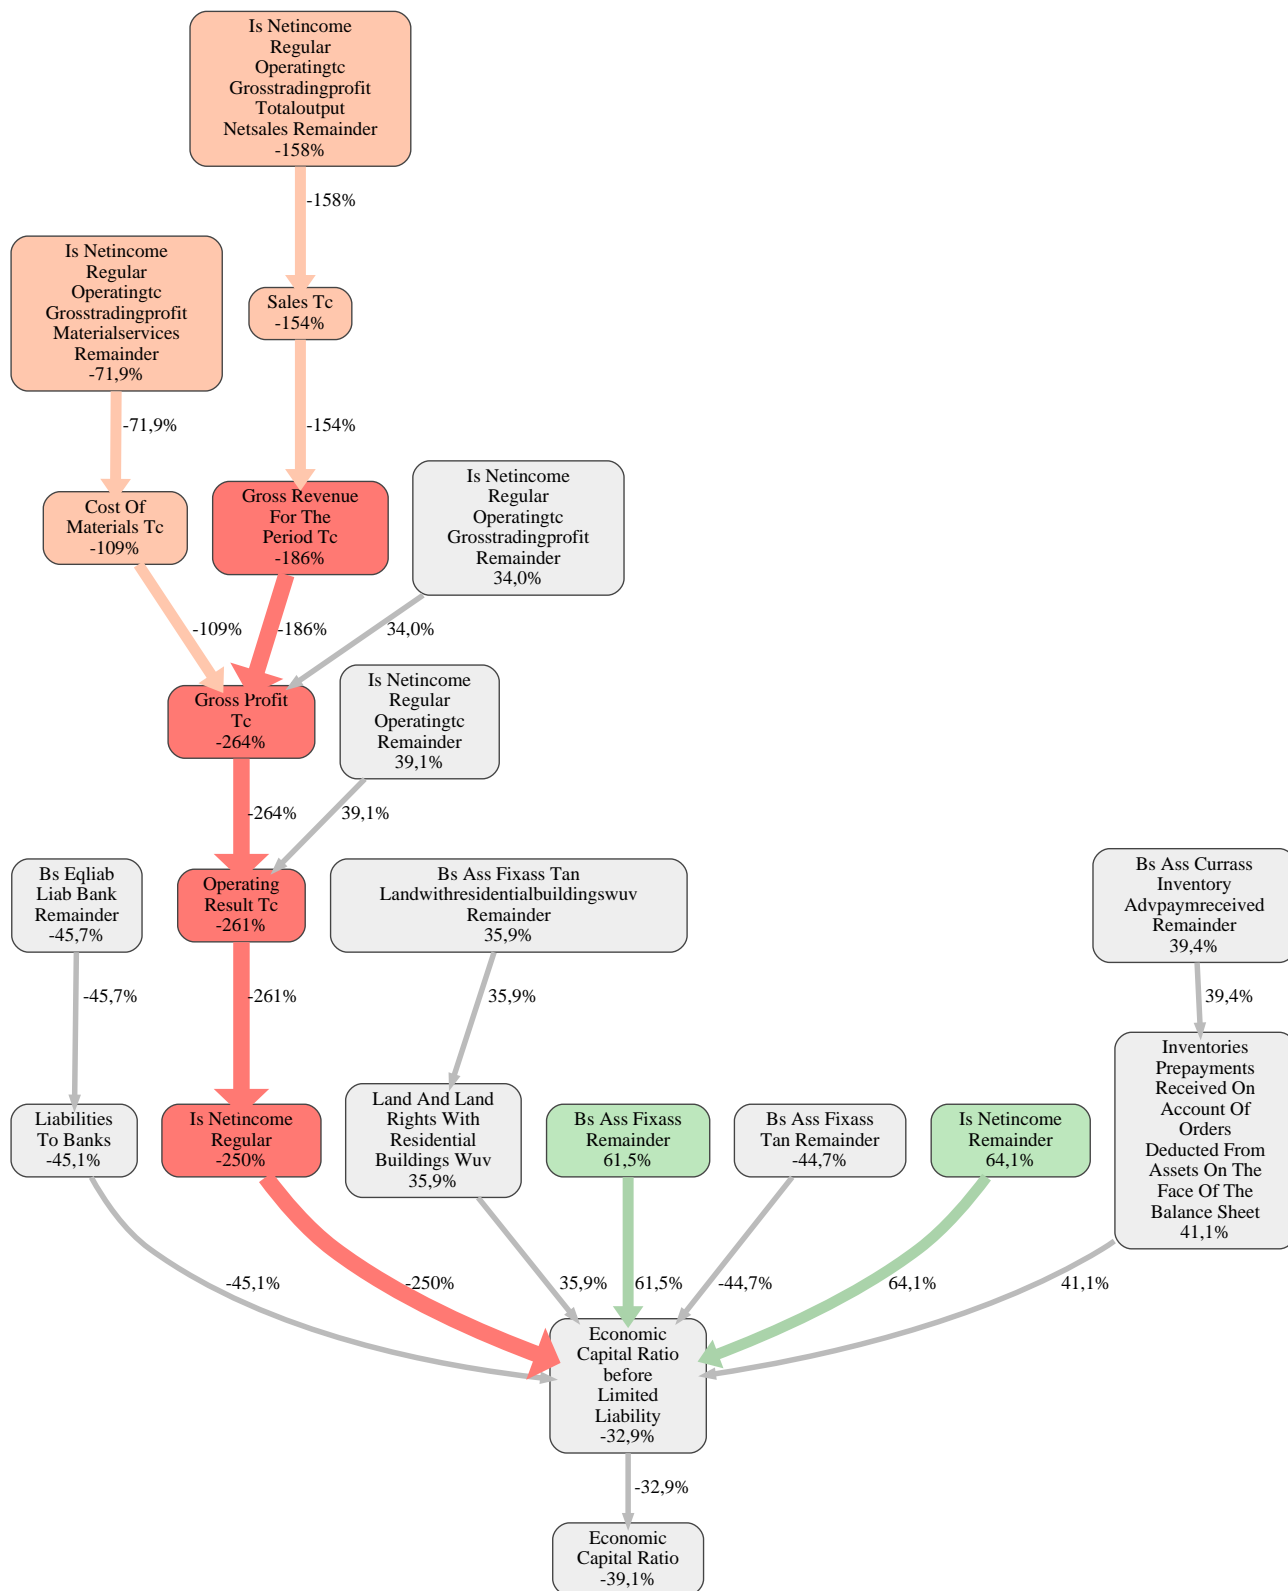 Is Netincome
Regular
Operatingtc
Grosstradingprofit
Totaloutput
Netsales Remainder
-158%
-158%
Is Netincome
Regular
Operatingtc
Grosstradingprofit
Materialservices
Remainder
-71,9%
Sales Tc
-154%
-71,9%
-154%
Cost Of
Materials Tc
-109%
Gross Revenue
For The
Period Tc
-186%
Is Netincome
Regular
Operatingtc
Grosstradingprofit
Remainder
34,0%
-109%
-186%
34,0%
Gross Profit
Tc
-264%
Is Netincome
Regular
Operatingtc
Remainder
39,1%
-264%
39,1%
Bs Eqliab
Liab Bank
Remainder
-45,7%
Operating
Result Tc
-261%
Bs Ass Fixass Tan
Landwithresidentialbuildingswuv
Remainder
35,9%
Bs Ass Currass
Inventory
Advpaymreceived
Remainder
39,4%
-45,7%
-261%
35,9%
39,4%
Liabilities
To Banks
-45,1%
Is Netincome
Regular
-250%
Land And Land
Rights With
Residential
Buildings Wuv
35,9%
Bs Ass Fixass
Remainder
61,5%
Bs Ass Fixass
Tan Remainder
-44,7%
Is Netincome
Remainder
64,1%
Inventories
Prepayments
Received On
Account Of
Orders
Deducted From
Assets On The
Face Of The
Balance Sheet
41,1%
-45,1%
-250%
35,9%
61,5%
-44,7%
64,1%
41,1%
Economic
Capital Ratio
before
Limited
Liability
-32,9%
-32,9%
Economic
Capital Ratio
-39,1%